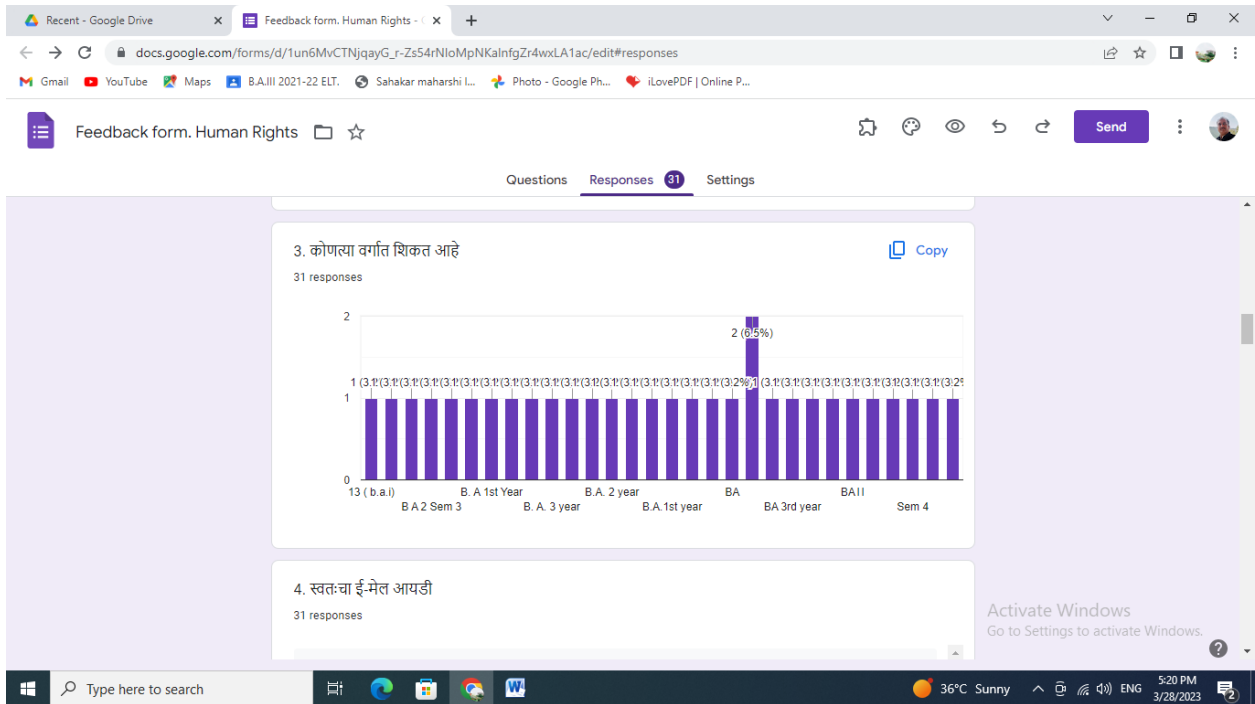 Recent - Google Drive
Feedback form. Human Rights -
docs.google.com/forms/d/1un6MvCTNjqayG_r-Zs54rNIoMpNKaInfgZr4wxLA1ac/edit#responses
Gmail YouTube Maps B.A.III 2021-22 ELT. Sahakar maharshi l... Photo - Google Ph... iLovePDF | Online P...
Feedback form. Human Rights Send
Questions Responses 31 Settings
3. कोणत्या वर्गात शिकत आहे Copy
31 responses
2
2 (6.5%)
1
0
13 ( b.a.i) B. A 1st Year B.A. 2 year BA BA I I
B A 2 Sem 3 B. A. 3 year B.A.1st year BA 3rd year Sem 4
4. स्वतःचा ई-मेल आयडी
31 responses
Activate Windows
Go to Settings to activate Windows.
Type here to search 36°C Sunny ENG 5:20 PM
3/28/2023
2